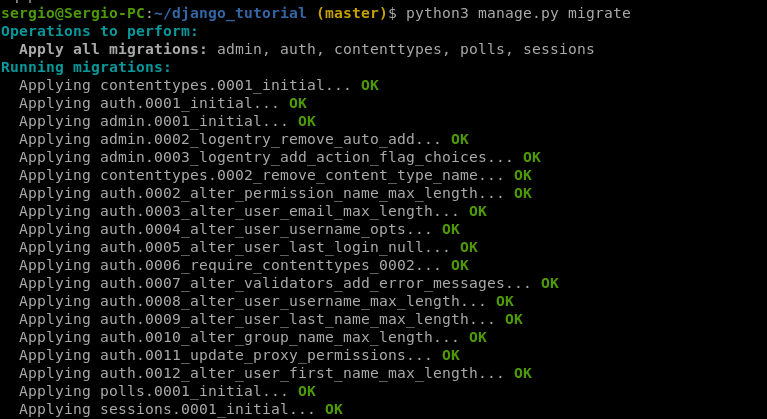 sergio@Sergio-PC:~/django_tutorial (master)$ python3 manage.py migrate
Operations to perform:
  Apply all migrations: admin, auth, contenttypes, polls, sessions
Running migrations:
  Applying contenttypes.0001_initial... OK
  Applying auth.0001_initial... OK
  Applying admin.0001_initial... OK
  Applying admin.0002_logentry_remove_auto_add... OK
  Applying admin.0003_logentry_add_action_flag_choices... OK
  Applying contenttypes.0002_remove_content_type_name... OK
  Applying auth.0002_alter_permission_name_max_length... OK
  Applying auth.0003_alter_user_email_max_length... OK
  Applying auth.0004_alter_user_username_opts... OK
  Applying auth.0005_alter_user_last_login_null... OK
  Applying auth.0006_require_contenttypes_0002... OK
  Applying auth.0007_alter_validators_add_error_messages... OK
  Applying auth.0008_alter_user_username_max_length... OK
  Applying auth.0009_alter_user_last_name_max_length... OK
  Applying auth.0010_alter_group_name_max_length... OK
  Applying auth.0011_update_proxy_permissions... OK
  Applying auth.0012_alter_user_first_name_max_length... OK
  Applying polls.0001_initial... OK
  Applying sessions.0001_initial... OK